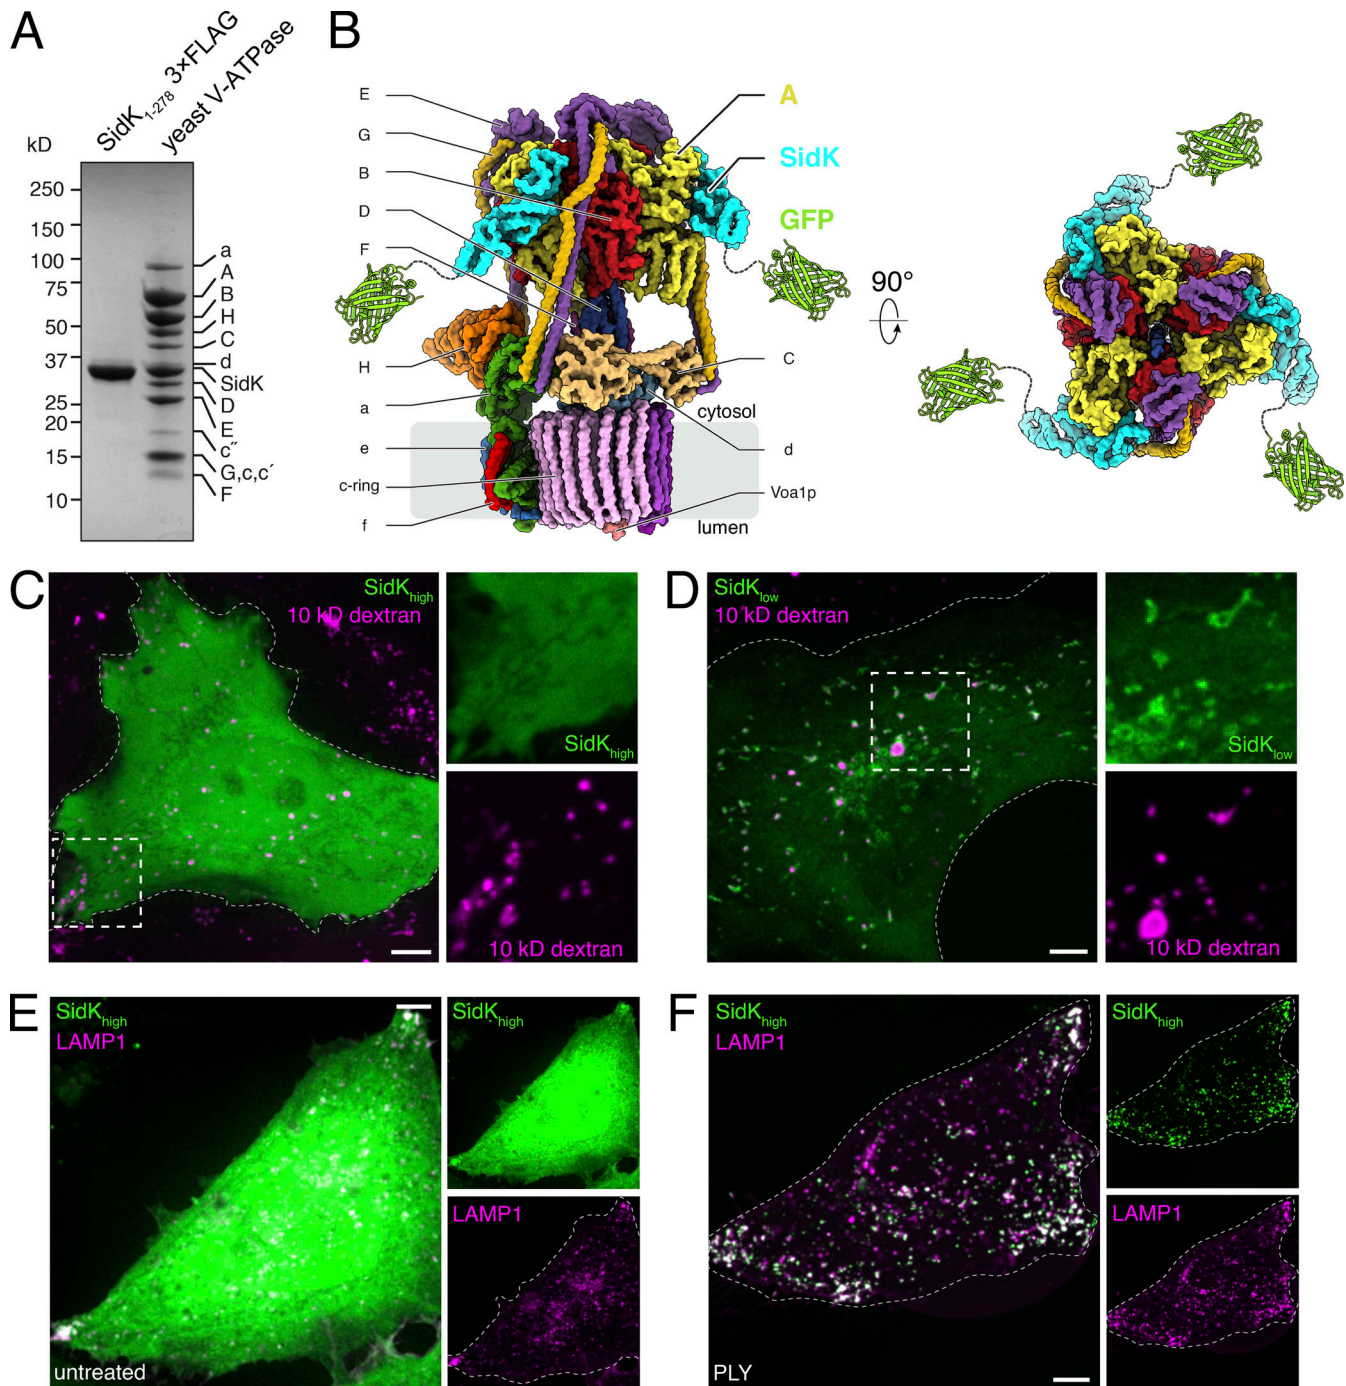 A
SidK1-278 3×FLAG
yeast V-ATPase
kD
250
150
100
75
50
37
25
20
15
10
a
A
B
H
C
d
SidK
D
E
c″
G,c,c′
F
B
E
G
B
D
F
H
a
e
c-ring
f
A
SidK
GFP
C
cytosol
d
Voa1p
lumen
90°
C
SidKhigh
10 kD dextran
SidKhigh
10 kD dextran
D
SidKlow
10 kD dextran
SidKlow
10 kD dextran
E
SidKhigh
LAMP1
untreated
SidKhigh
LAMP1
F
SidKhigh
LAMP1
PLY
SidKhigh
LAMP1